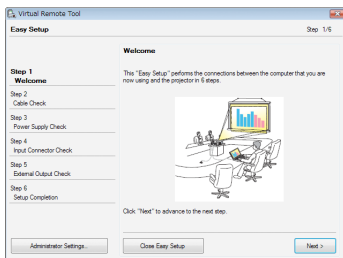 Virtual Remote Tool
Easy Setup
Step 1/6
Step 1
Welcome
Step 2
Cable Check
Step 3
Power Supply Check
Step 4
Input Connector Check
Step 5
External Output Check
Step 6
Setup Completion
Welcome
This "Easy Setup" performs the connections between the computer that you are
now using and the projector in 6 steps.
Click "Next" to advance to the next step.
Administrator Settings...
Close Easy Setup
Next >